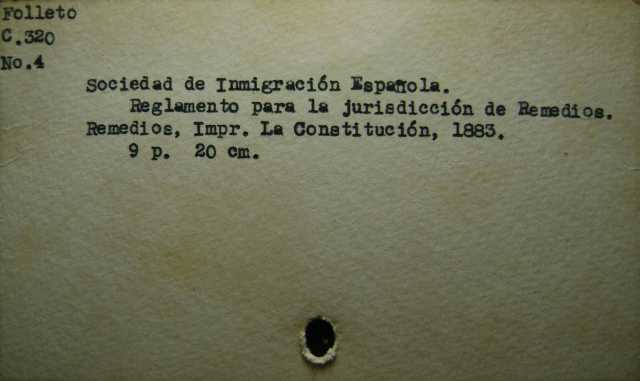 Folleto
C.320
No.4
Sociedad de Inmigración Española.
Reglamento para la jurisdicción de Remedios.
Remedios, Impr. La Constitución, 1883.
9 p. 20 cm.